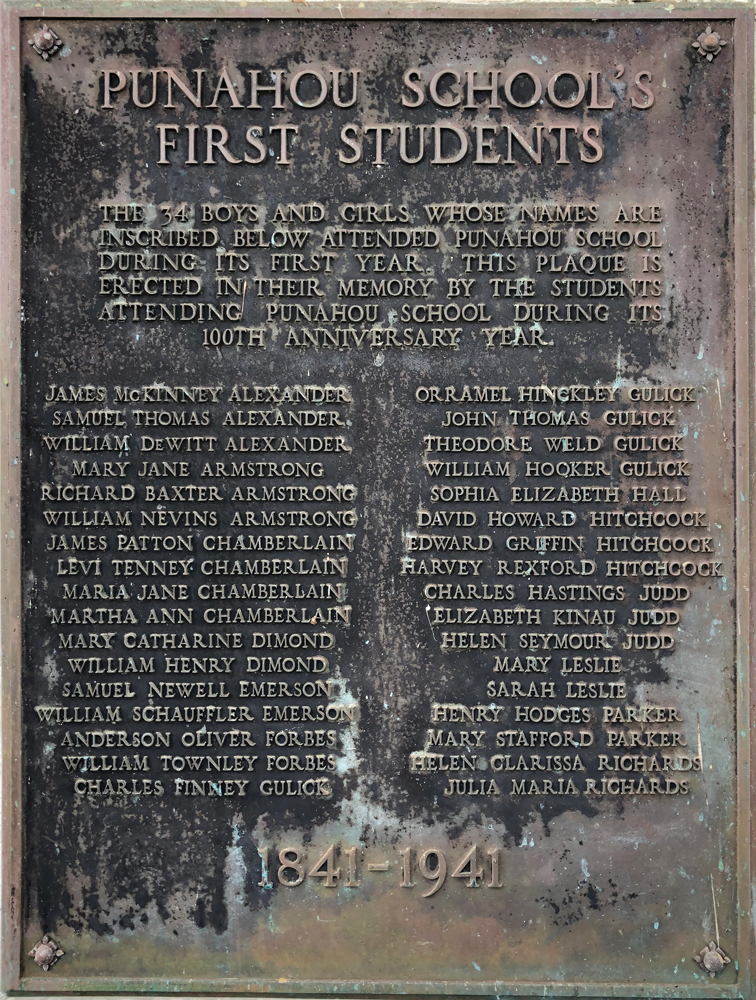 PUNAHOU SCHOOL'S
FIRST STUDENTS
THE 34 BOYS AND GIRLS WHOSE NAMES ARE
INSCRIBED BELOW ATTENDED PUNAHOU SCHOOL
DURING ITS FIRST YEAR. THIS PLAQUE IS
ERECTED IN THEIR MEMORY BY THE STUDENTS
ATTENDING PUNAHOU SCHOOL DURING ITS
100TH ANNIVERSARY YEAR.
JAMES McKINNEY ALEXANDER
SAMUEL THOMAS ALEXANDER
WILLIAM DeWITT ALEXANDER
MARY JANE ARMSTRONG
RICHARD BAXTER ARMSTRONG
WILLIAM NEVINS ARMSTRONG
JAMES PATTON CHAMBERLAIN
LEVI TENNEY CHAMBERLAIN
MARIA JANE CHAMBERLAIN
MARTHA ANN CHAMBERLAIN
MARY CATHARINE DIMOND
WILLIAM HENRY DIMOND
SAMUEL NEWELL EMERSON
WILLIAM SCHAUFFLER EMERSON
ANDERSON OLIVER FORBES
WILLIAM TOWNLEY FORBES
CHARLES FINNEY GULICK
ORRAMEL HINCKLEY GULICK
JOHN THOMAS GULICK
THEODORE WELD GULICK
WILLIAM HOOKER GULICK
SOPHIA ELIZABETH HALL
DAVID HOWARD HITCHCOCK
EDWARD GRIFFIN HITCHCOCK
HARVEY REXFORD HITCHCOCK
CHARLES HASTINGS JUDD
ELIZABETH KINAU JUDD
HELEN SEYMOUR JUDD
MARY LESLIE
SARAH LESLIE
HENRY HODGES PARKER
MARY STAFFORD PARKER
HELEN CLARISSA RICHARDS
JULIA MARIA RICHARDS
1841-1941